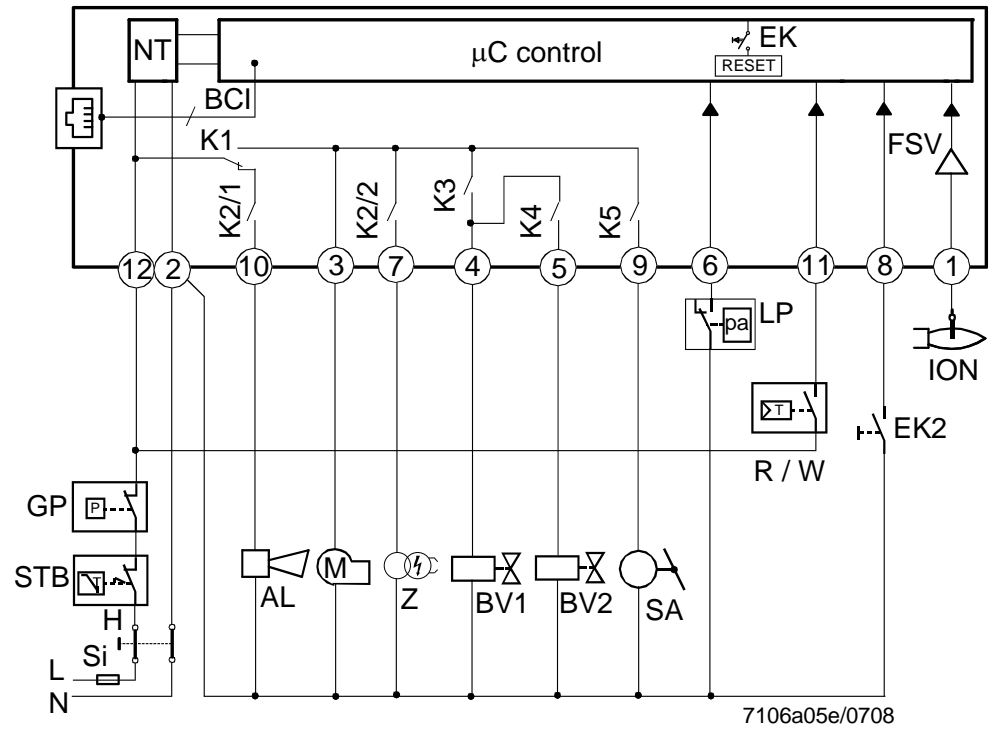 NT
μC control
EK
RESET
BCI
FSV
K1
K2/1
K2/2
K3
K4
K5
12
2
10
3
7
4
5
9
6
11
8
1
LP
pa
ION
T
EK2
R / W
GP
P
STB
T
M
AL
Z
BV1
BV2
SA
H
Si
L
N
7106a05e/0708